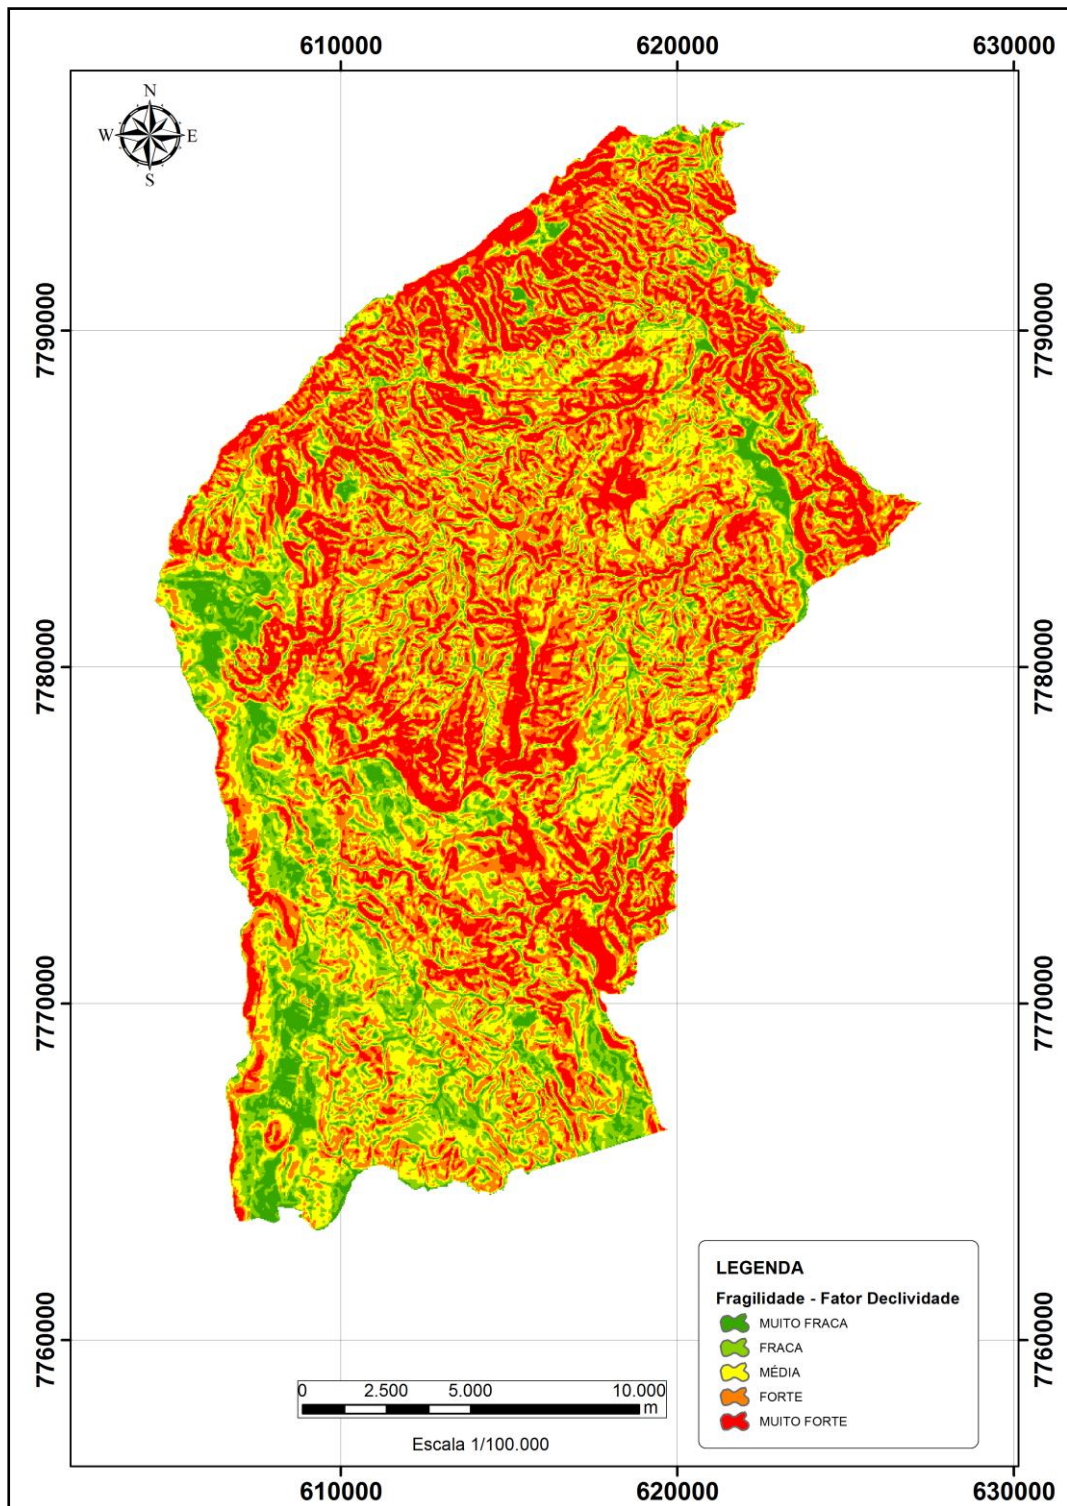 610000 620000 630000
N
W E
S
7790000 7790000
7780000 7780000
7770000 7770000
7760000 7760000
LEGENDA
Fragilidade - Fator Declividade
MUITO FRACA
FRACA
MÉDIA
FORTE
MUITO FORTE
0 2.500 5.000 10.000
m
Escala 1/100.000
610000 620000 630000